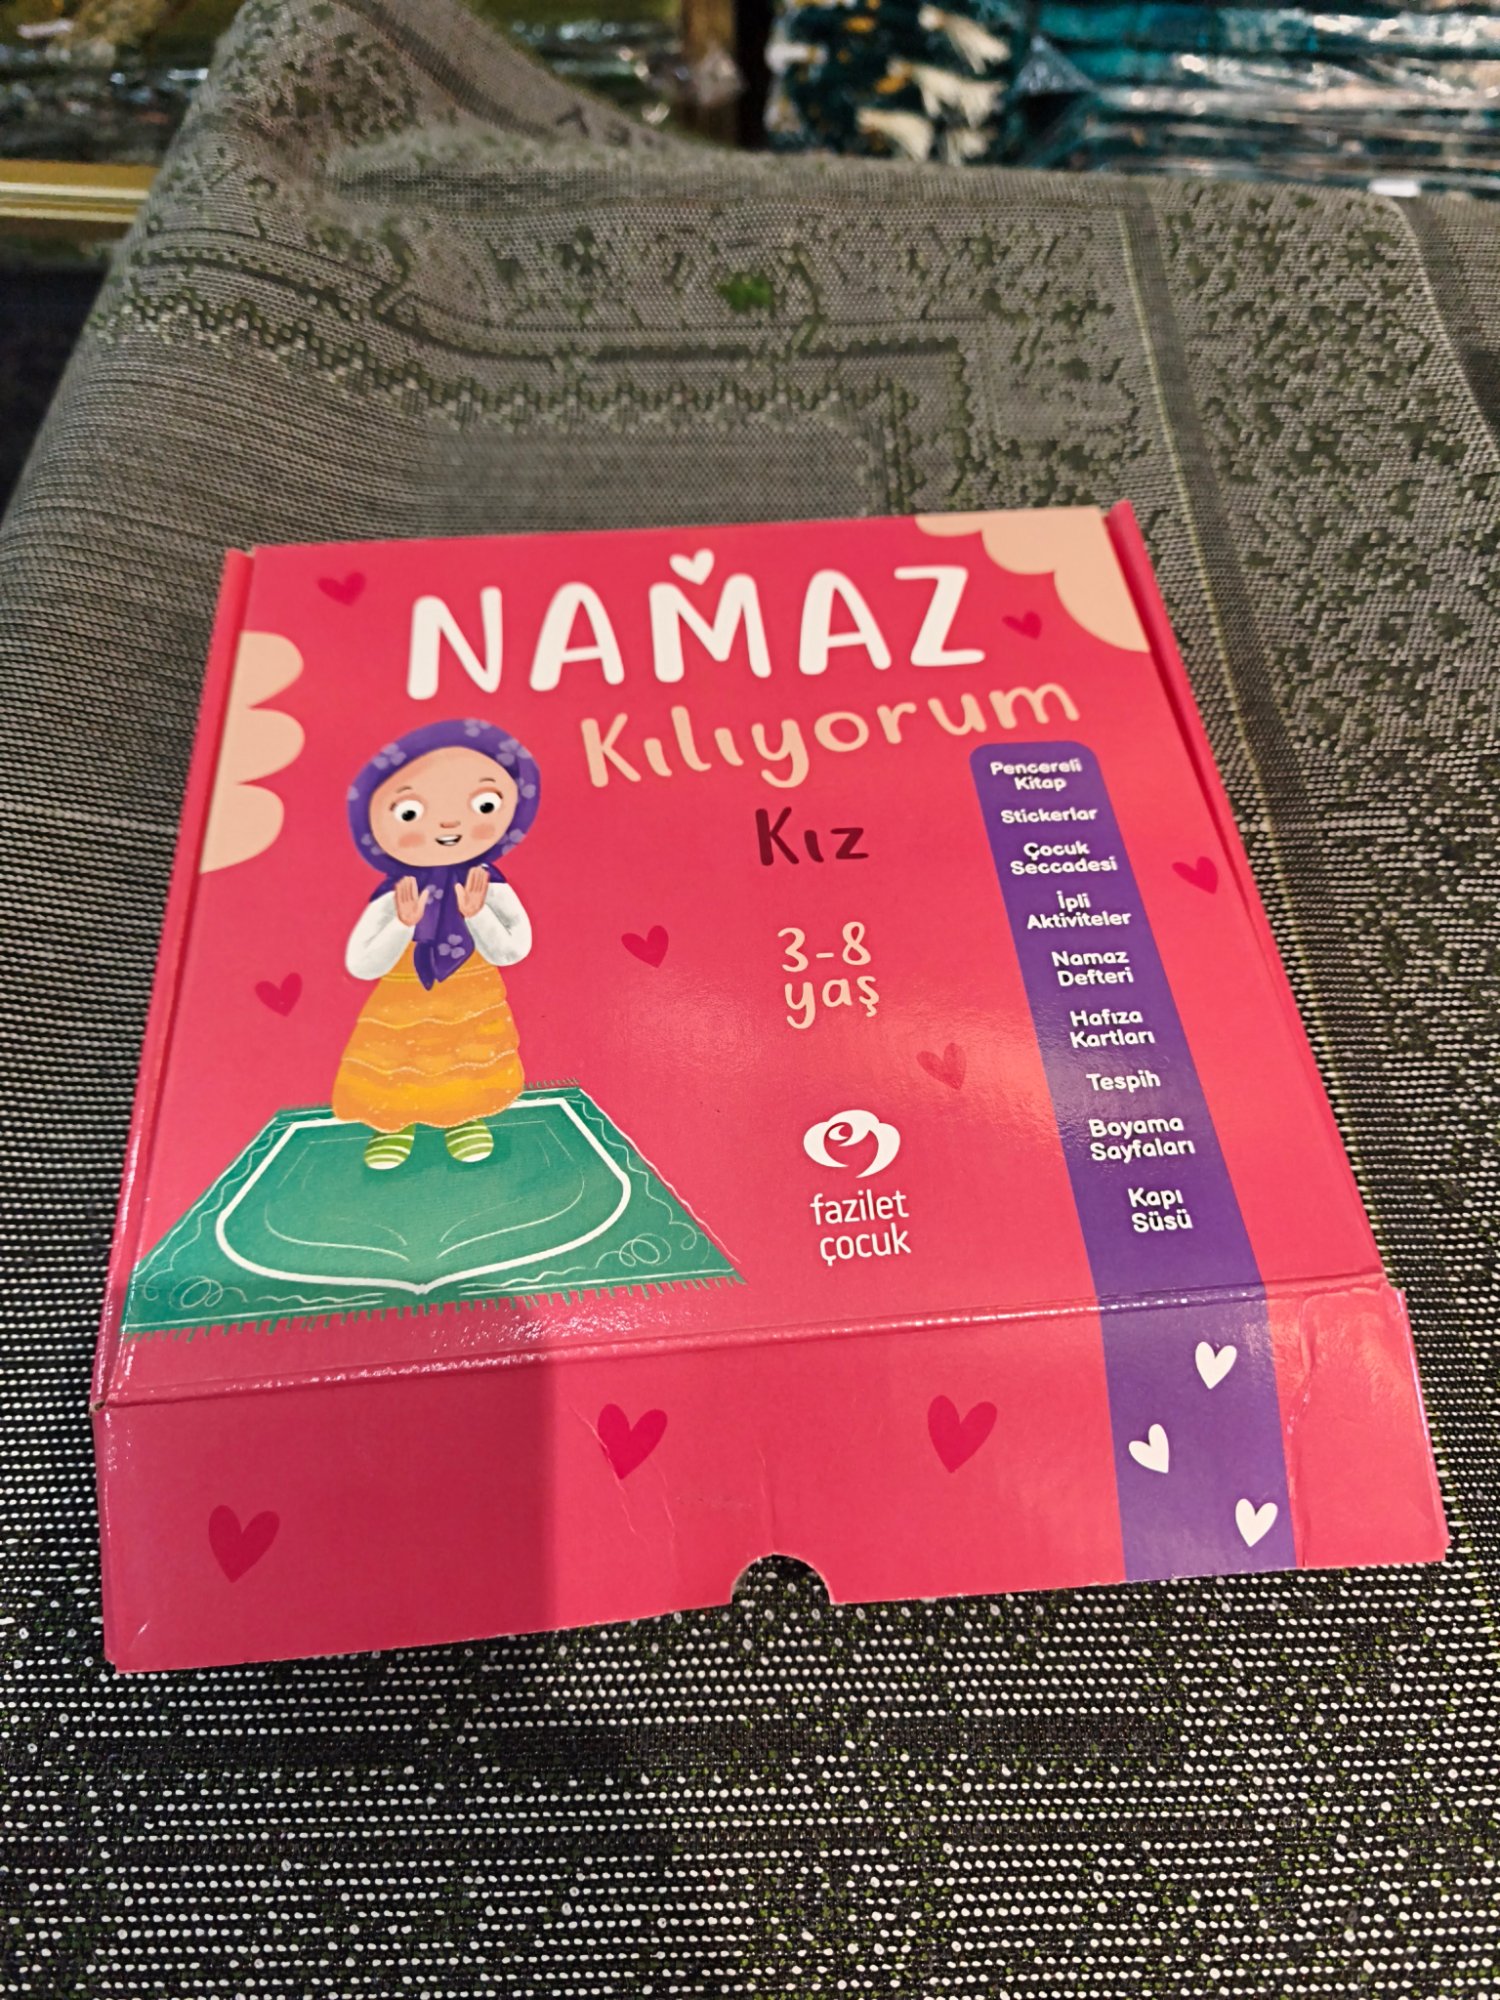 NAMAZ
Kılıyorum
Kız
3-8
yaş
Pencereli
Kitap
Stickerlar
Çocuk
Seccadesi
İpli
Aktiviteler
Namaz
Defteri
Hafıza
Kartları
Tespih
Boyama
Sayfaları
Kapı
Süsü
fazilet
çocuk